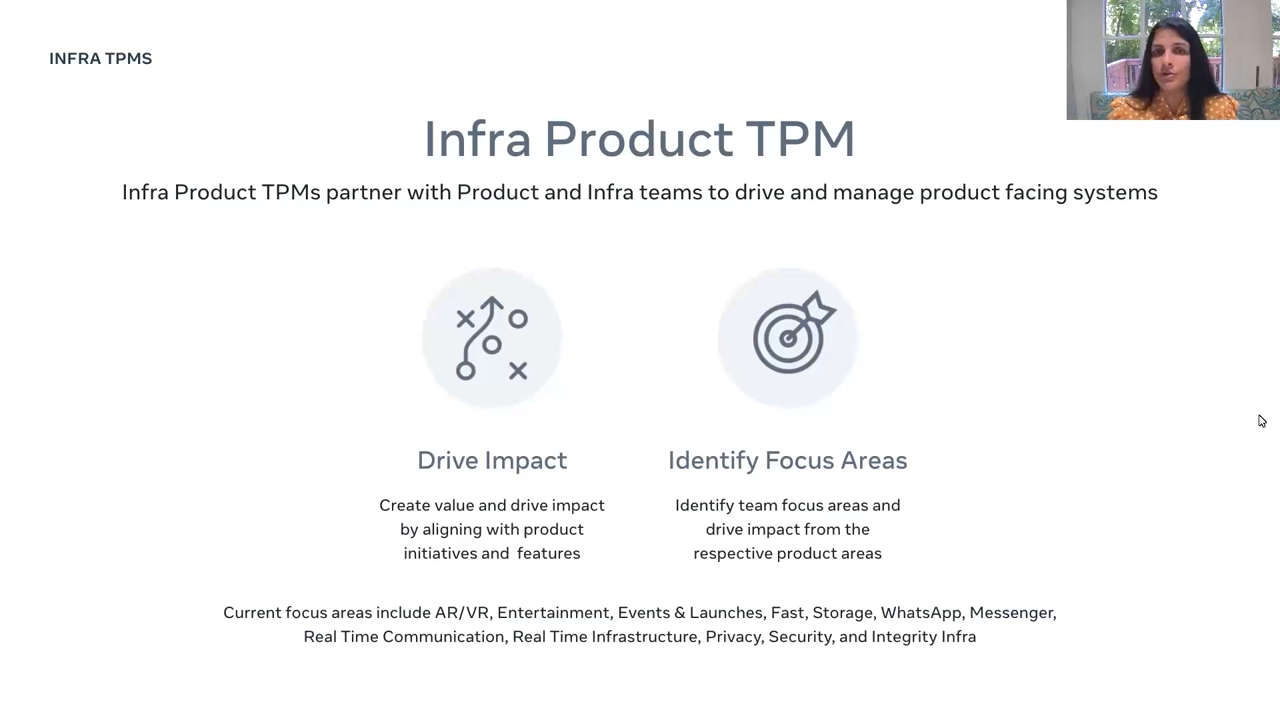 INFRA TPMS
Infra Product TPM
Infra Product TPMs partner with Product and Infra teams to drive and manage product facing systems
Drive Impact
Create value and drive impact
by aligning with product
initiatives and  features
Identify Focus Areas
Identify team focus areas and
drive impact from the
respective product areas
Current focus areas include AR/VR, Entertainment, Events & Launches, Fast, Storage, WhatsApp, Messenger,
Real Time Communication, Real Time Infrastructure, Privacy, Security, and Integrity Infra